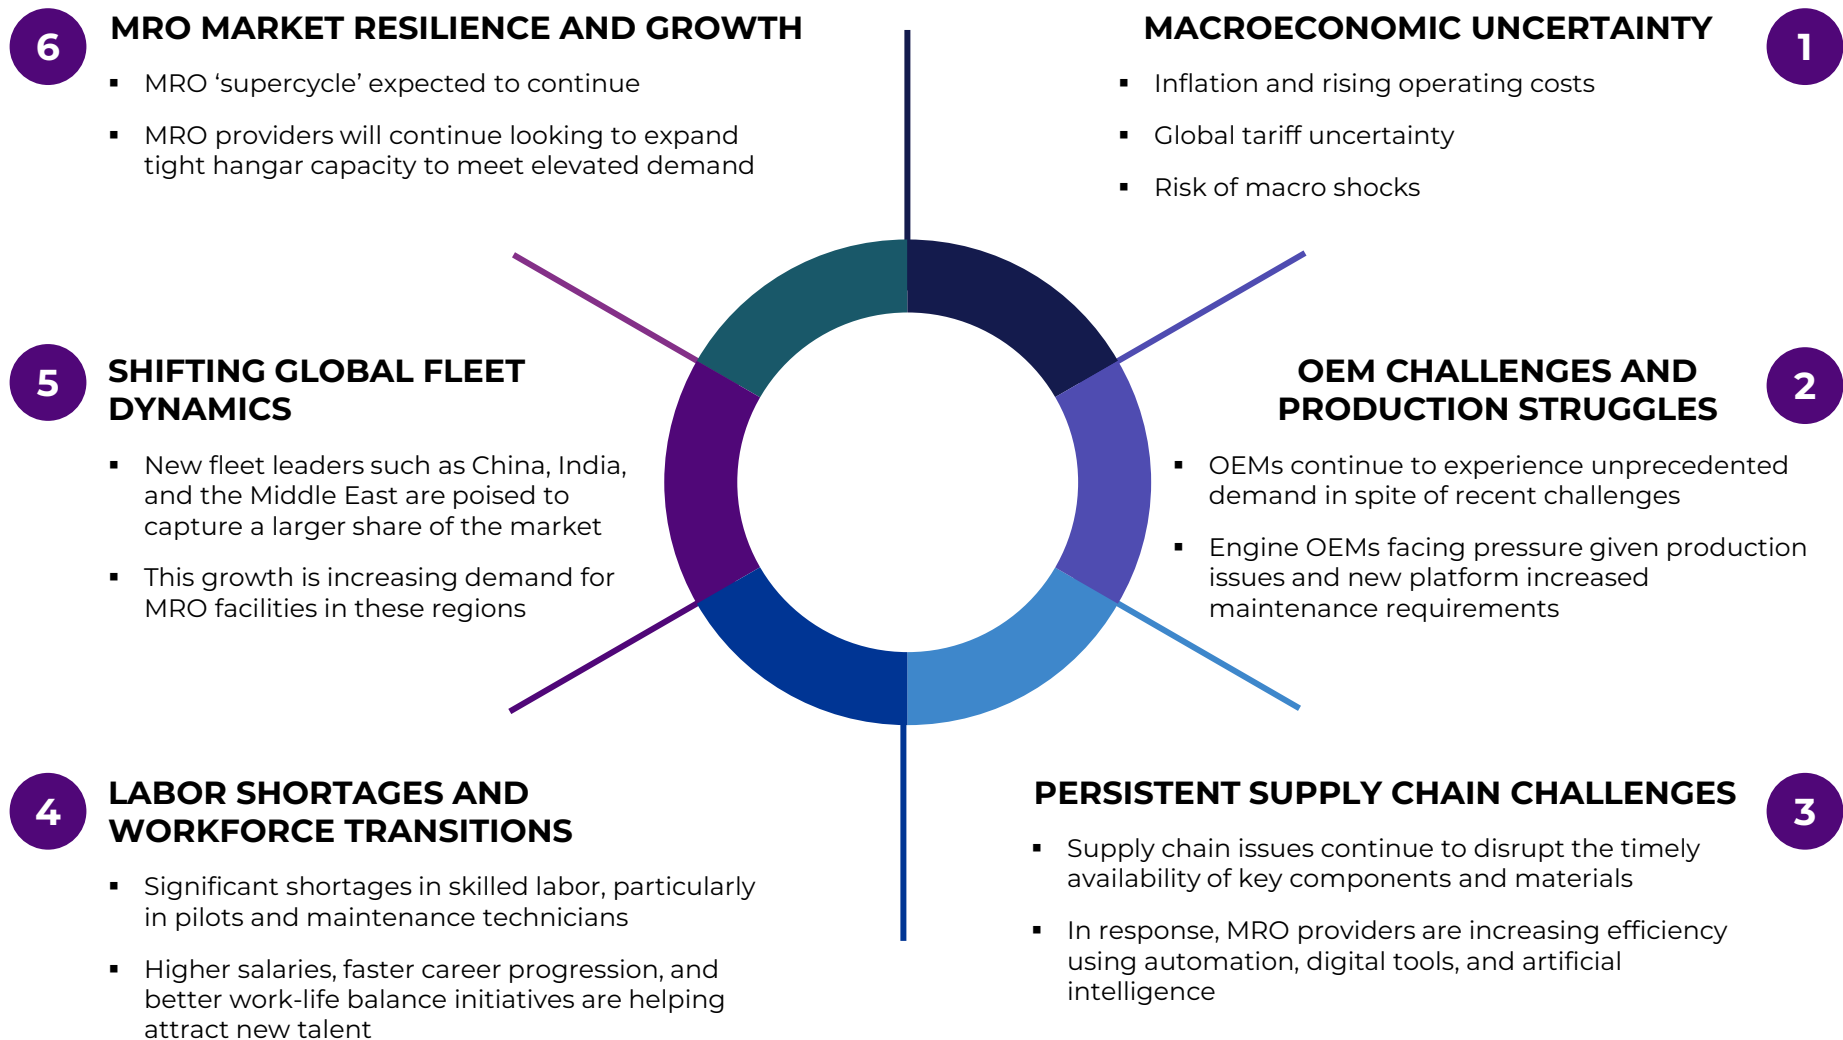 1
MACROECONOMIC UNCERTAINTY
▪ Inflation and rising operating costs
▪ Global tariff uncertainty
▪ Risk of macro shocks
2
OEM CHALLENGES AND
PRODUCTION STRUGGLES
▪ OEMs continue to experience unprecedented
demand in spite of recent challenges
▪ Engine OEMs facing pressure given production
issues and new platform increased
maintenance requirements
3
PERSISTENT SUPPLY CHAIN CHALLENGES
▪ Supply chain issues continue to disrupt the timely
availability of key components and materials
▪ In response, MRO providers are increasing efficiency
using automation, digital tools, and artificial
intelligence
4
LABOR SHORTAGES AND
WORKFORCE TRANSITIONS
▪ Significant shortages in skilled labor, particularly
in pilots and maintenance technicians
▪ Higher salaries, faster career progression, and
better work-life balance initiatives are helping
attract new talent
5
SHIFTING GLOBAL FLEET
DYNAMICS
▪ New fleet leaders such as China, India,
and the Middle East are poised to
capture a larger share of the market
▪ This growth is increasing demand for
MRO facilities in these regions
6
MRO MARKET RESILIENCE AND GROWTH
▪ MRO ‘supercycle’ expected to continue
▪ MRO providers will continue looking to expand
tight hangar capacity to meet elevated demand